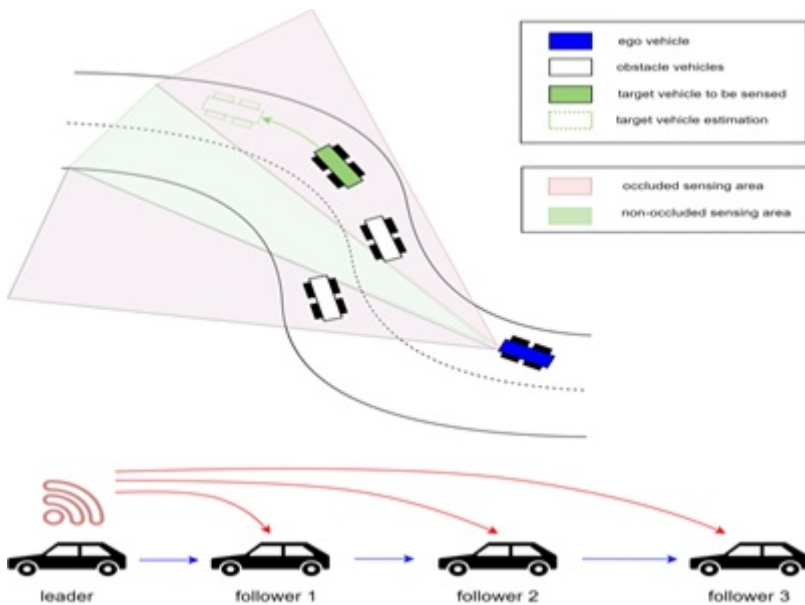 ego vehicle
obstacle vehicles
target vehicle to be sensed
target vehicle estimation
occluded sensing area
non-occluded sensing area
leader
follower 1
follower 2
follower 3